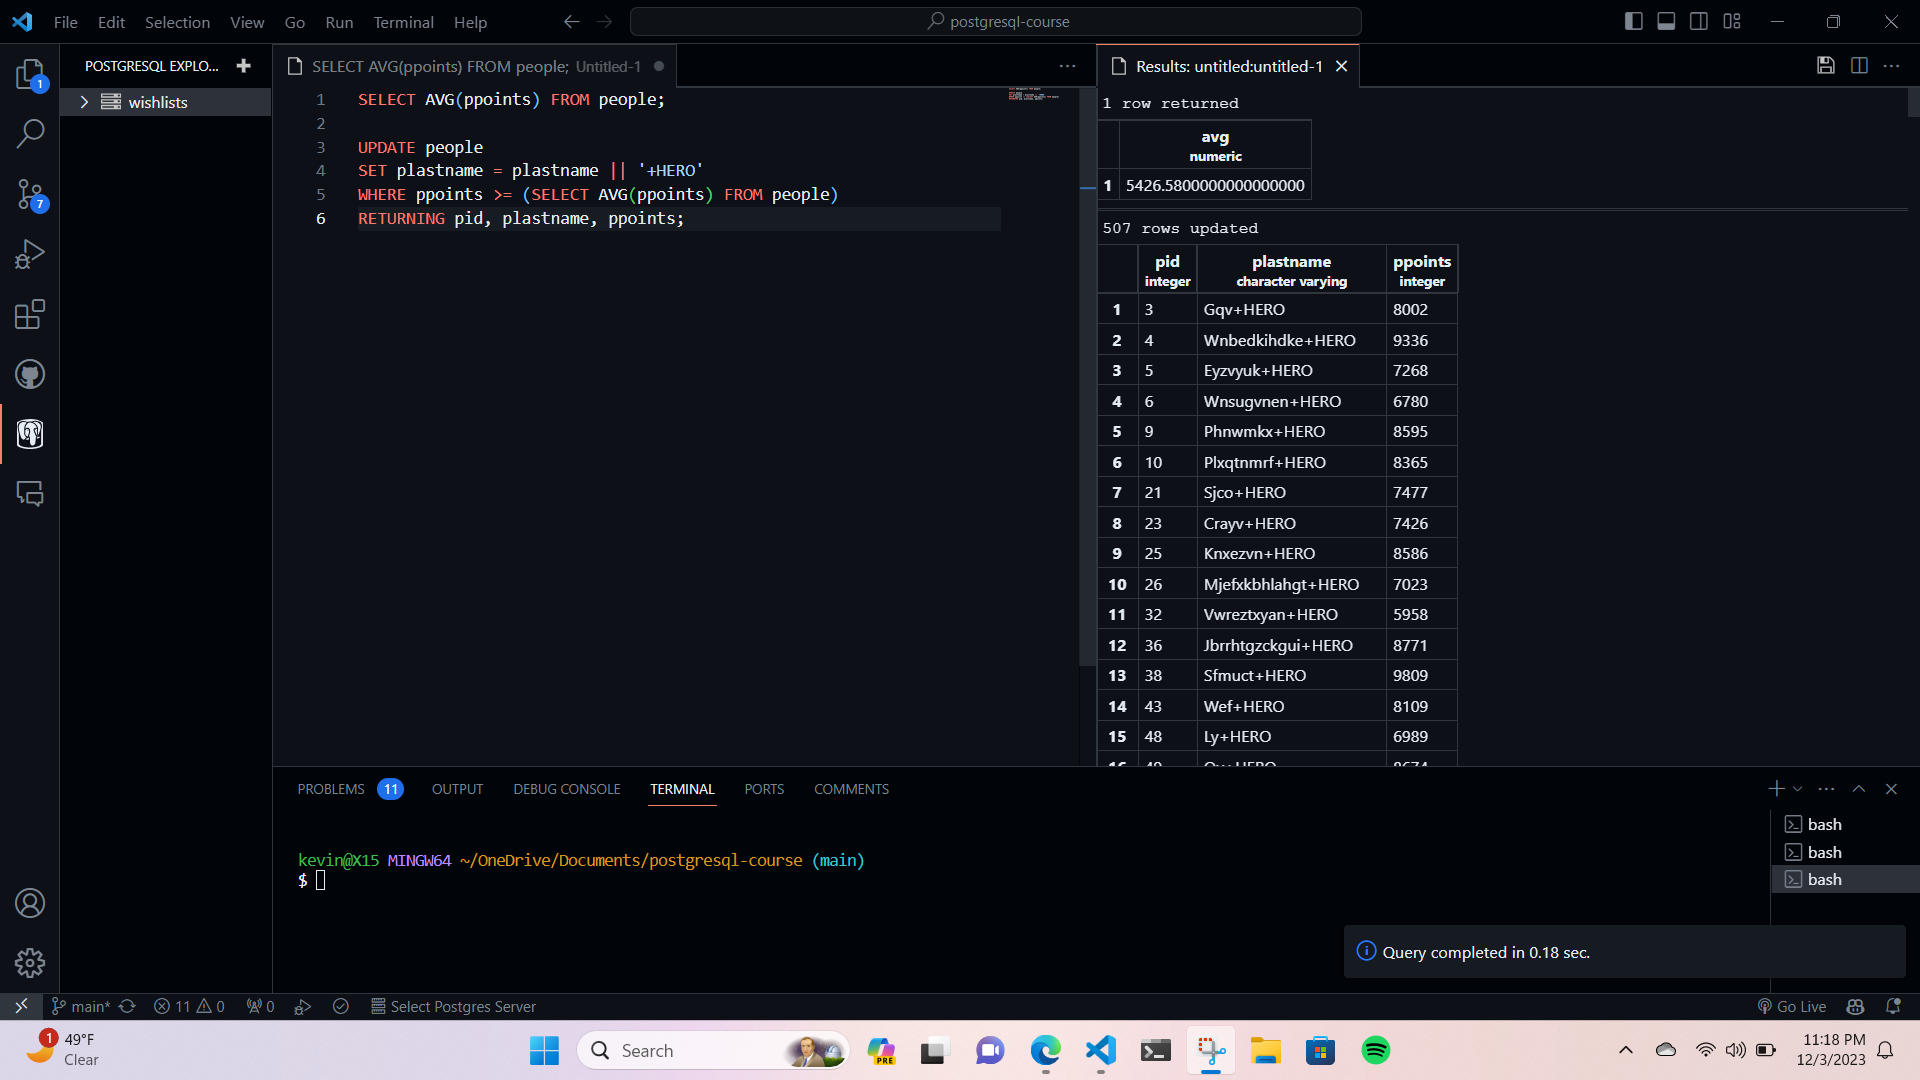 File Edit Selection View Go Run Terminal Help
postgresql-course
1
7
POSTGRESQL EXPLO...
wishlists
SELECT AVG(ppoints) FROM people; Untitled-1
1 SELECT AVG(ppoints) FROM people;
2
3 UPDATE people
4 SET plastname = plastname || '+HERO'
5 WHERE ppoints >= (SELECT AVG(ppoints) FROM people)
6 RETURNING pid, plastname, ppoints;
Results: untitled:untitled-1
1 row returned
avg
numeric
1 5426.5800000000000000
507 rows updated
pid plastname ppoints
integer character varying integer
1 3 Gqv+HERO 8002
2 4 Wnbedkihdke+HERO 9336
3 5 Eyzvyuk+HERO 7268
4 6 Wnsugvnen+HERO 6780
5 9 Phnwmkx+HERO 8595
6 10 Plxqtnmrf+HERO 8365
7 21 Sjco+HERO 7477
8 23 Crayv+HERO 7426
9 25 Knxezvn+HERO 8586
10 26 Mjefxkbhlahgt+HERO 7023
11 32 Vwreztxyan+HERO 5958
12 36 Jbrrhtgzckgui+HERO 8771
13 38 Sfmuct+HERO 9809
14 43 Wef+HERO 8109
15 48 Ly+HERO 6989
PROBLEMS 11 OUTPUT DEBUG CONSOLE TERMINAL PORTS COMMENTS
kevin@X15 MINGW64 ~/OneDrive/Documents/postgresql-course (main)
$
bash
bash
bash
Query completed in 0.18 sec.
main* 11 0 0 Select Postgres Server
Go Live
1
49°F
Clear
Search
PRE
11:18 PM
12/3/2023